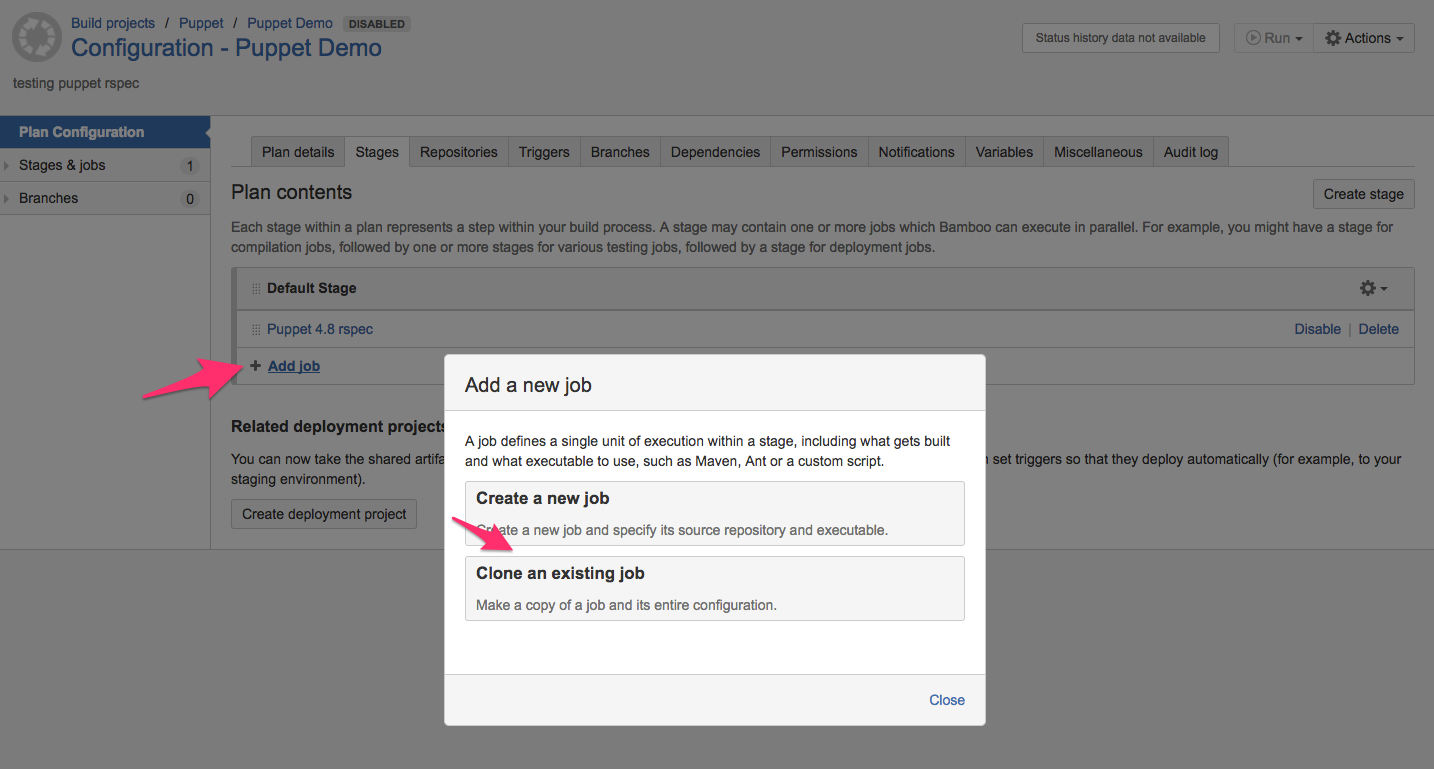 Build projects / Puppet / Puppet Demo DISABLED
Configuration - Puppet Demo
Status history data not available
Run
Actions
testing puppet rspec
Plan Configuration
Stages & jobs 1
Branches 0
Plan details Stages Repositories Triggers Branches Dependencies Permissions Notifications Variables Miscellaneous Audit log
Plan contents
Create stage
Each stage within a plan represents a step within your build process. A stage may contain one or more jobs which Bamboo can execute in parallel. For example, you might have a stage for
compilation jobs, followed by one or more stages for various testing jobs, followed by a stage for deployment jobs.
Default Stage
Puppet 4.8 rspec Disable | Delete
+ Add job
Related deployment projects
You can now take the shared set triggers so that they deploy automatically (for example, to your
staging environment).
Create deployment project
Add a new job
A job defines a single unit of execution within a stage, including what gets built
and what executable to use, such as Maven, Ant or a custom script.
Create a new job
Create a new job and specify its source repository and executable.
Clone an existing job
Make a copy of a job and its entire configuration.
Close